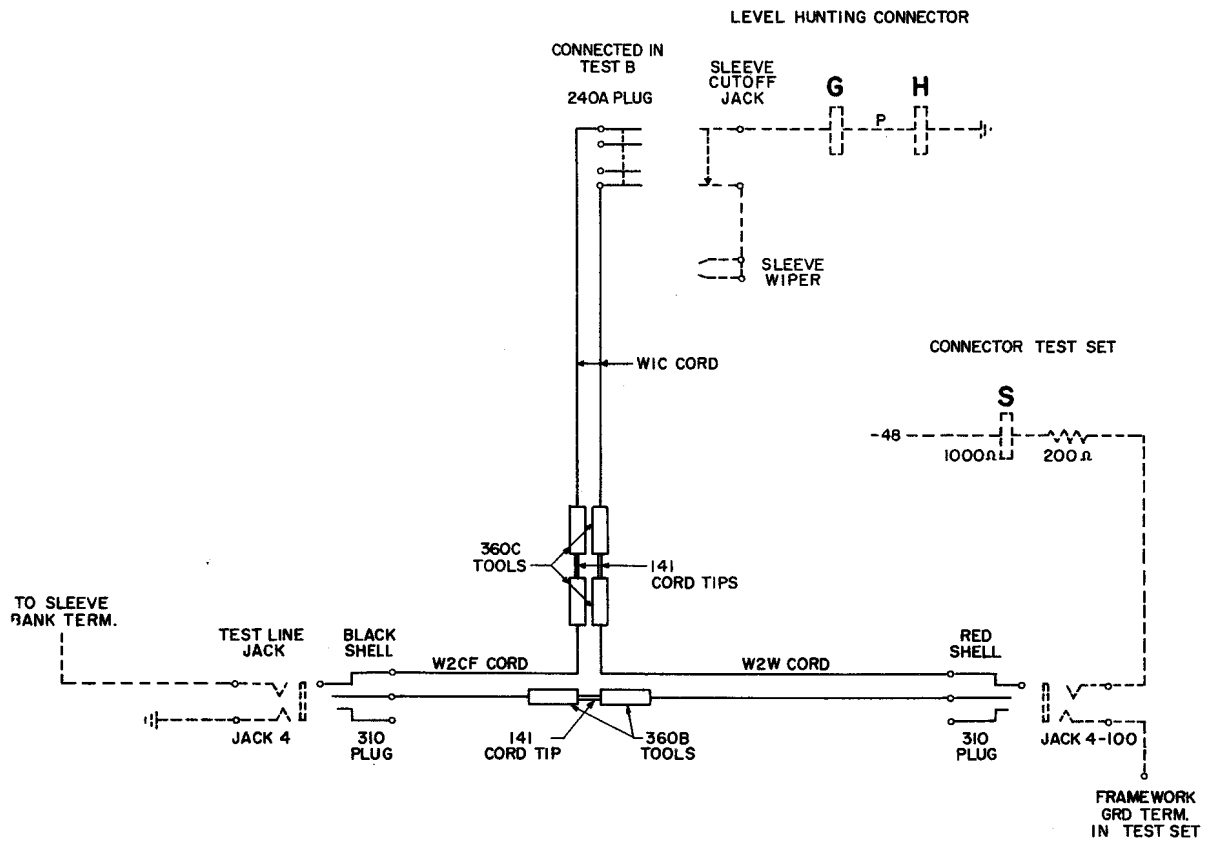 LEVEL HUNTING CONNECTOR
CONNECTED IN
TEST B
240A PLUG
SLEEVE
CUTOFF
JACK
G
H
P
SLEEVE
WIPER
W1C CORD
CONNECTOR TEST SET
S
-48
1000Ω
200Ω
360C
TOOLS
141
CORD TIPS
TO SLEEVE
BANK TERM.
TEST LINE
JACK
BLACK
SHELL
W2CF CORD
W2W CORD
RED
SHELL
JACK 4
310
PLUG
141
CORD TIP
360B
TOOLS
310
PLUG
JACK 4-100
FRAMEWORK
GRD TERM.
IN TEST SET